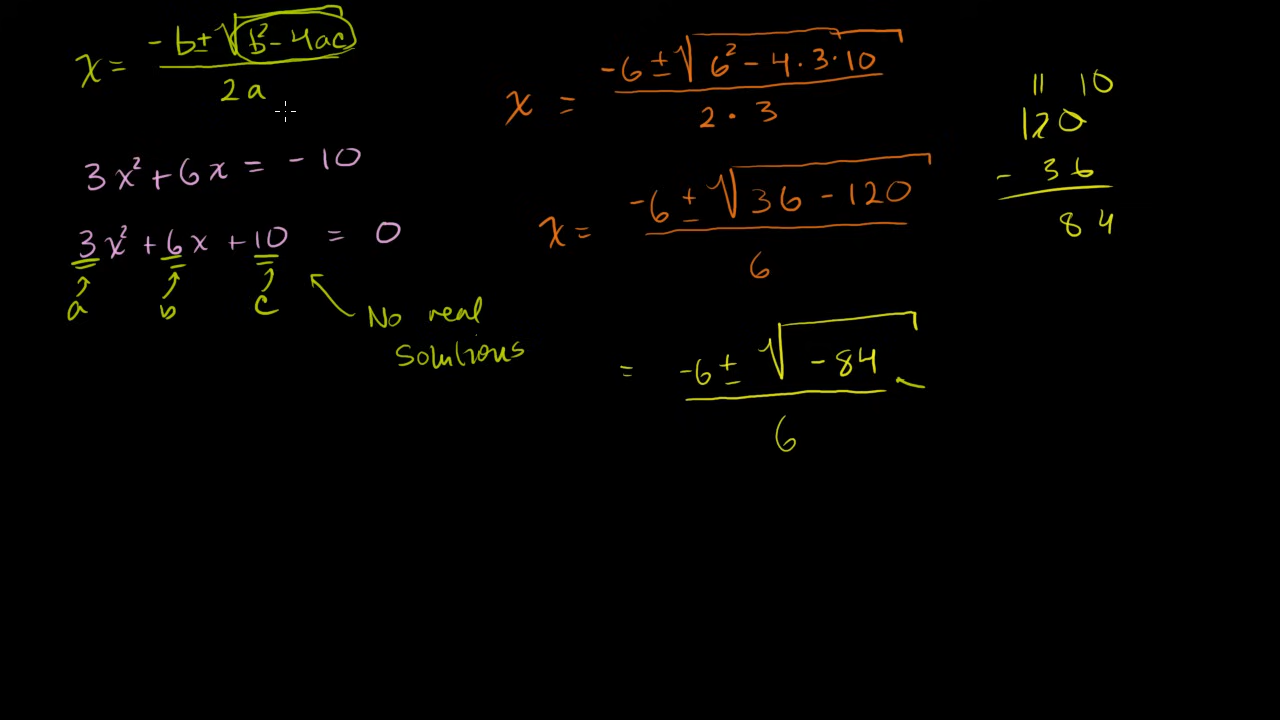 x = (-b ± √(b² - 4ac)) / 2a
3x² + 6x = -10
3x² + 6x + 10 = 0
a b c
No real
solutions
x = (-6 ± √(6² - 4·3·10)) / (2·3)
x = (-6 ± √(36 - 120)) / 6
= (-6 ± √(-84)) / 6
11 10
120
- 36
84